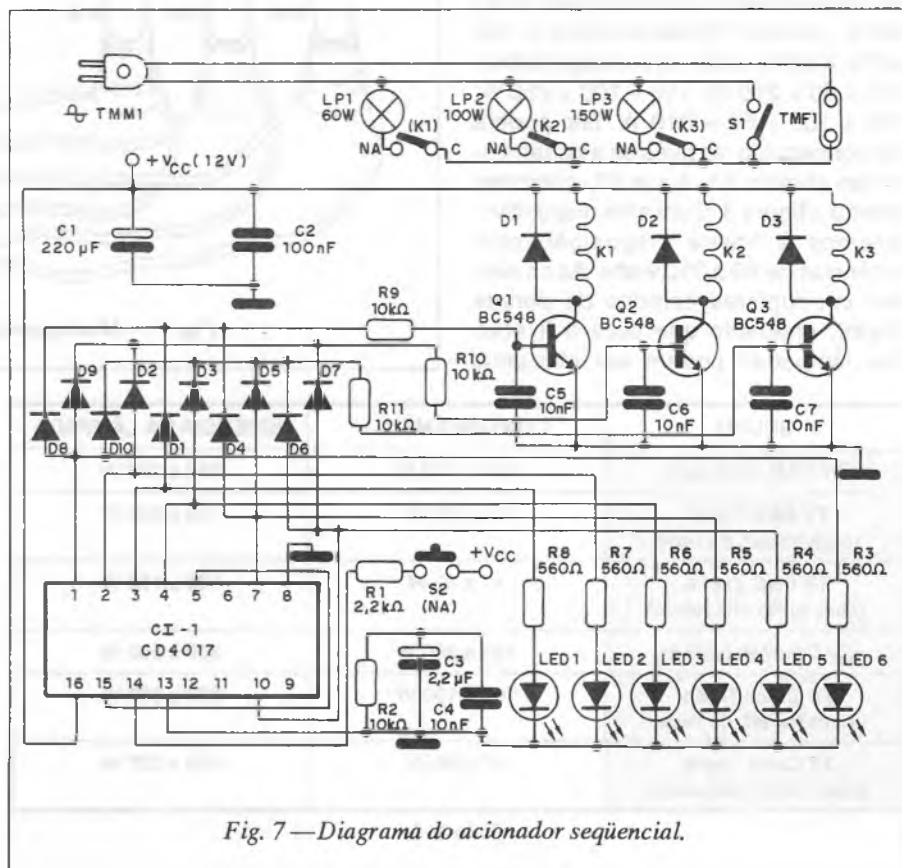 TMM1
LP1
60W
LP2
100W
LP3
150W
(K1)
(K2)
(K3)
S1
TMF1
NA
C
NA
C
NA
C
+VCC (12V)
C1
220µF
C2
100nF
D1
K1
D2
K2
D3
K3
Q1
BC548
Q2
BC548
Q3
BC548
R9
10kΩ
R10
10kΩ
R11
10kΩ
C5
10nF
C6
10nF
C7
10nF
D9
D2
D3
D5
D7
D8
D10
D1
D4
D6
1 2 3 4 5 6 7 8
CI-1
CD4017
16 15 14 13 12 11 10 9
R1
2,2kΩ
S2
(NA)
+VCC
R2
10kΩ
C3
2,2µF
C4
10nF
R8
560Ω
R7
560Ω
R6
560Ω
R5
560Ω
R4
560Ω
R3
560Ω
LED1
LED2
LED3
LED4
LED5
LED6
Fig. 7 — Diagrama do acionador seqüencial.